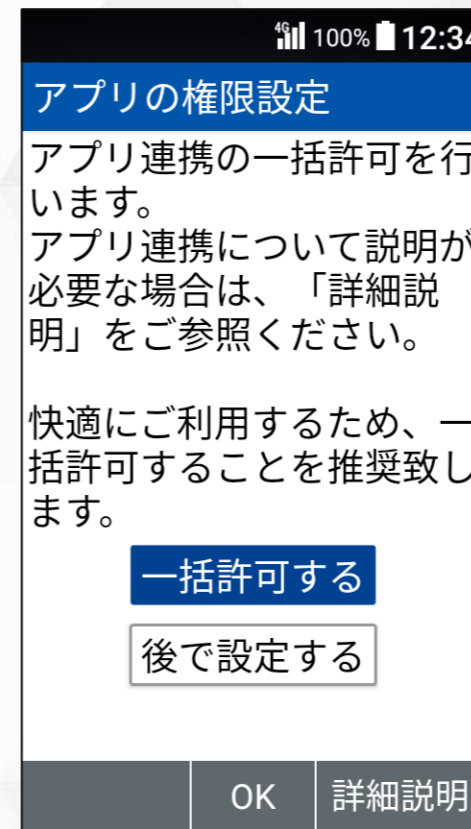 4G 100% 12:34
アプリの権限設定
アプリ連携の一括許可を行
います。
アプリ連携について説明が
必要な場合は、「詳細説
明」をご参照ください。
快適にご利用するため、一
括許可することを推奨致し
ます。
一括許可する
後で設定する
OK 詳細説明